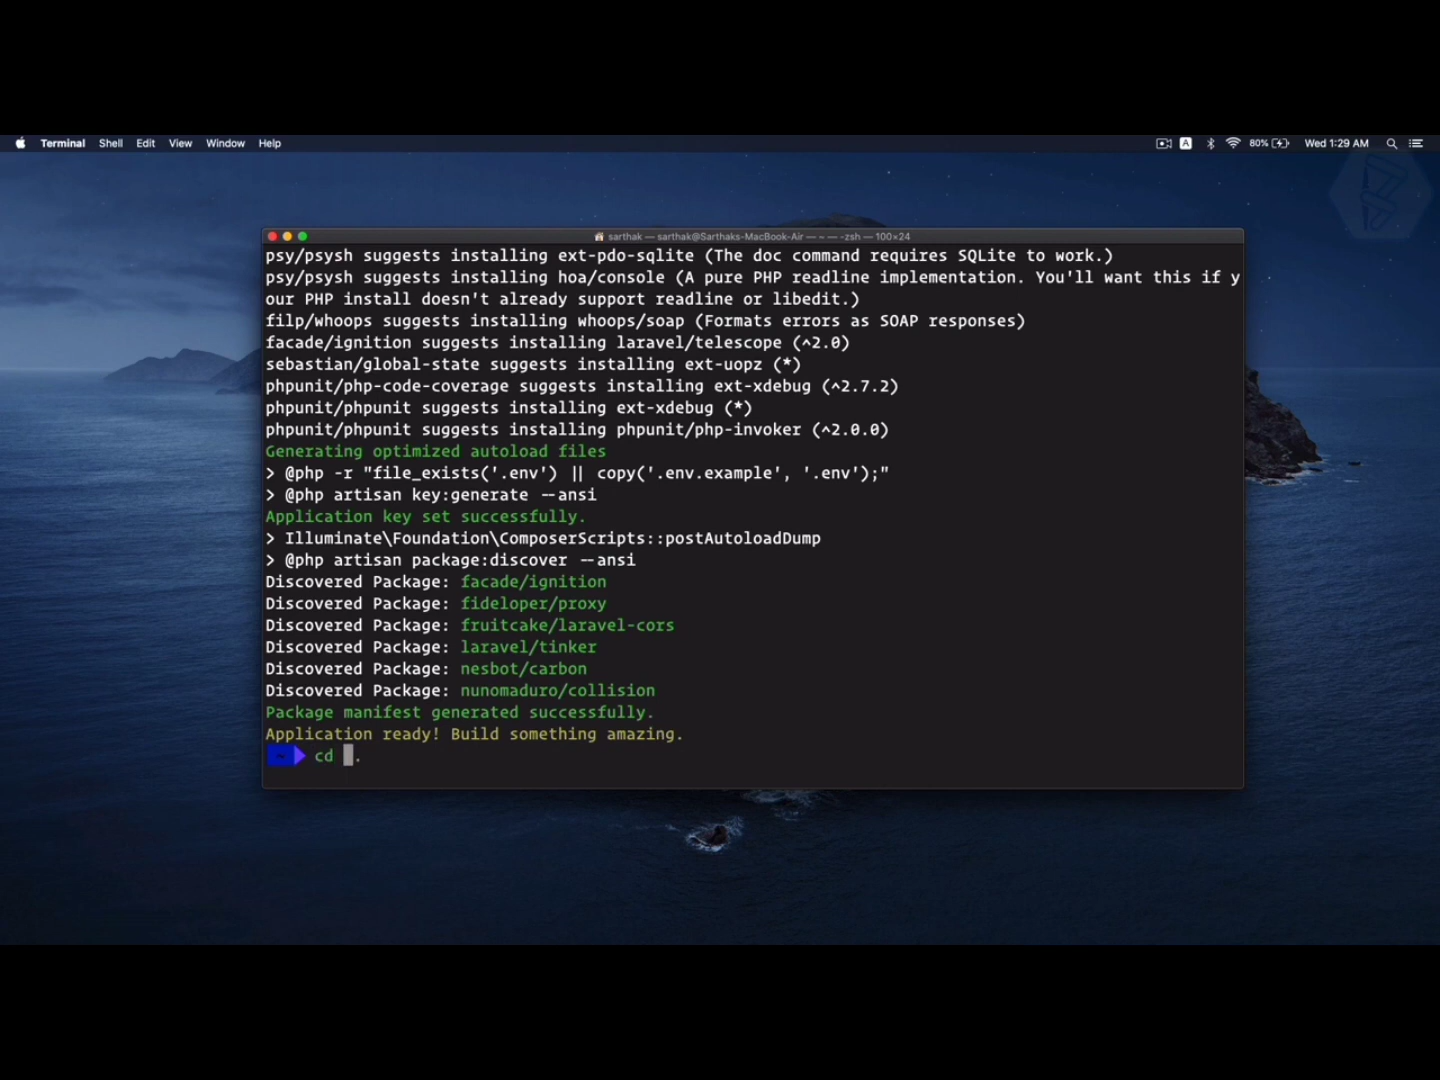 Terminal Shell Edit View Window Help 80% Wed 1:29 AM
sarthak — sarthak@Sarthaks-MacBook-Air — ~ — -zsh — 100×24
psy/psysh suggests installing ext-pdo-sqlite (The doc command requires SQLite to work.)
psy/psysh suggests installing hoa/console (A pure PHP readline implementation. You'll want this if y
our PHP install doesn't already support readline or libedit.)
filp/whoops suggests installing whoops/soap (Formats errors as SOAP responses)
facade/ignition suggests installing laravel/telescope (^2.0)
sebastian/global-state suggests installing ext-uopz (*)
phpunit/php-code-coverage suggests installing ext-xdebug (^2.7.2)
phpunit/phpunit suggests installing ext-xdebug (*)
phpunit/phpunit suggests installing phpunit/php-invoker (^2.0.0)
Generating optimized autoload files
> @php -r "file_exists('.env') || copy('.env.example', '.env');"
> @php artisan key:generate --ansi
Application key set successfully.
> Illuminate\Foundation\ComposerScripts::postAutoloadDump
> @php artisan package:discover --ansi
Discovered Package: facade/ignition
Discovered Package: fideloper/proxy
Discovered Package: fruitcake/laravel-cors
Discovered Package: laravel/tinker
Discovered Package: nesbot/carbon
Discovered Package: nunomaduro/collision
Package manifest generated successfully.
Application ready! Build something amazing.
~ cd .